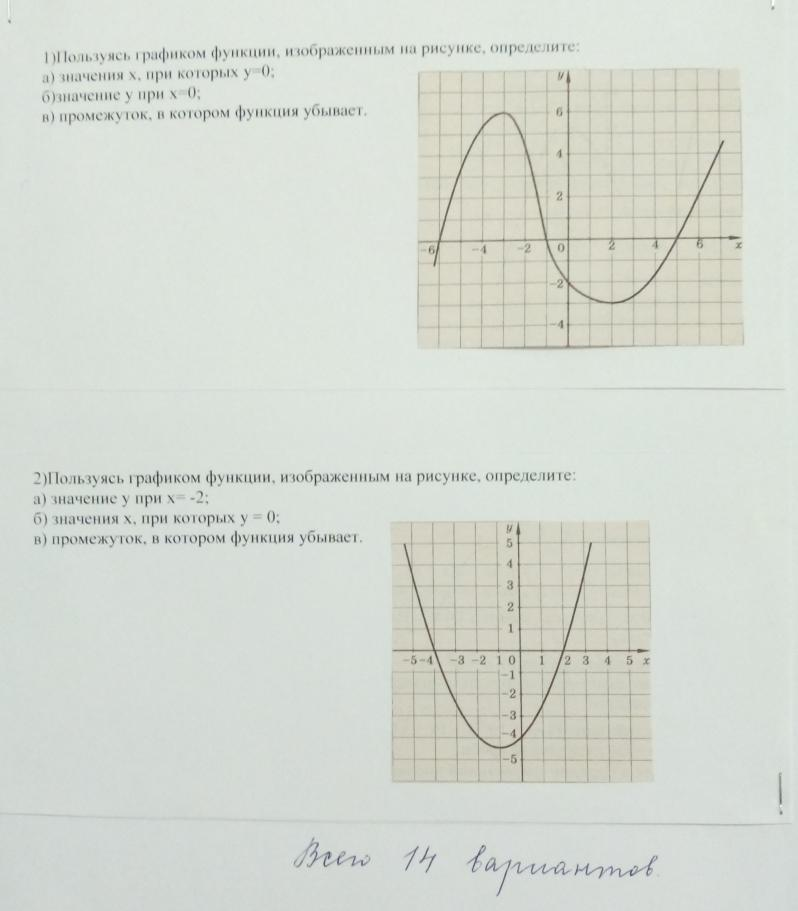 1)Пользуясь графиком функции, изображенным на рисунке, определите:
а) значения x, при которых y=0;
б)значение y при x=0;
в) промежуток, в котором функция убывает.
y
6
4
2
-6 -4 -2 0 2 4 6 x
-2
-4
2)Пользуясь графиком функции, изображенным на рисунке, определите:
а) значение y при x= -2;
б) значения x, при которых y = 0;
в) промежуток, в котором функция убывает.
y
5
4
3
2
1
-5 -4 -3 -2 1 0 1 2 3 4 5 x
-1
-2
-3
-4
-5
Всего 14 вариантов.